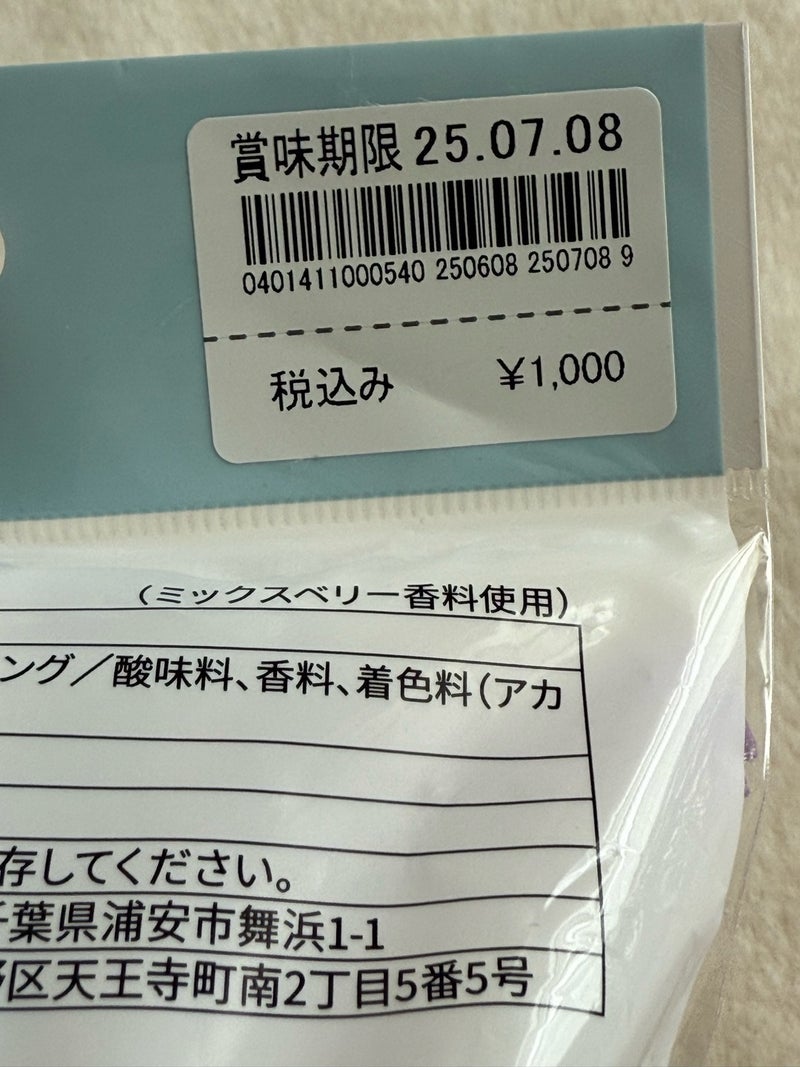 賞味期限 25.07.08
0401411000540 250608 250708 9
税込み ¥1,000
(ミックスベリー香料使用)
ング／酸味料、香料、着色料(アカ
存してください。
千葉県浦安市舞浜1-1
区天王寺町南2丁目5番5号